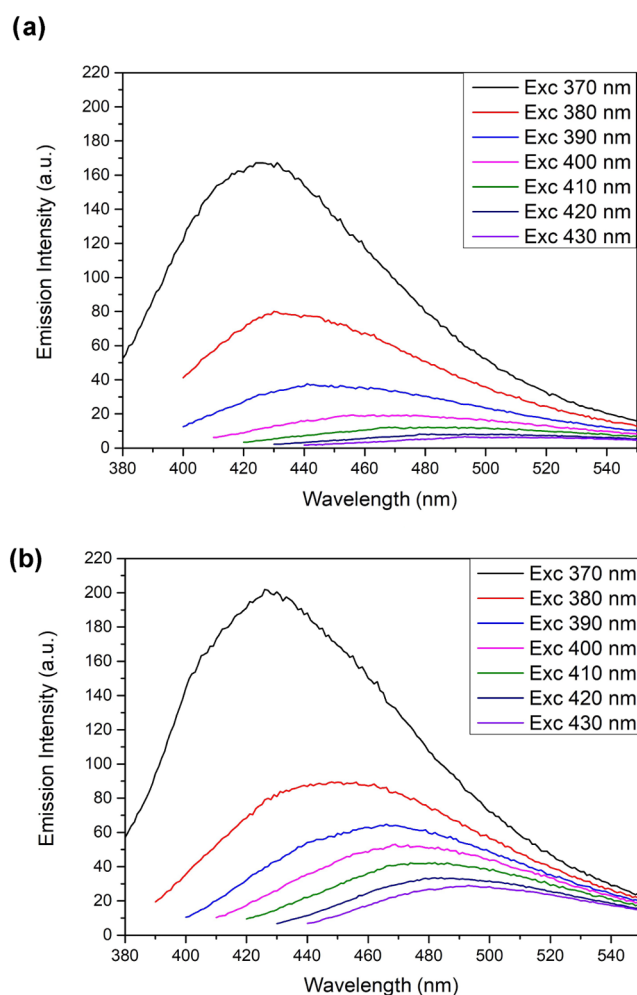 (a)
220
200
180
160
140
120
100
80
60
40
20
0
Emission Intensity (a.u.)
Exc 370 nm
Exc 380 nm
Exc 390 nm
Exc 400 nm
Exc 410 nm
Exc 420 nm
Exc 430 nm
380 400 420 440 460 480 500 520 540
Wavelength (nm)
(b)
220
200
180
160
140
120
100
80
60
40
20
0
Emission Intensity (a.u.)
Exc 370 nm
Exc 380 nm
Exc 390 nm
Exc 400 nm
Exc 410 nm
Exc 420 nm
Exc 430 nm
380 400 420 440 460 480 500 520 540
Wavelength (nm)